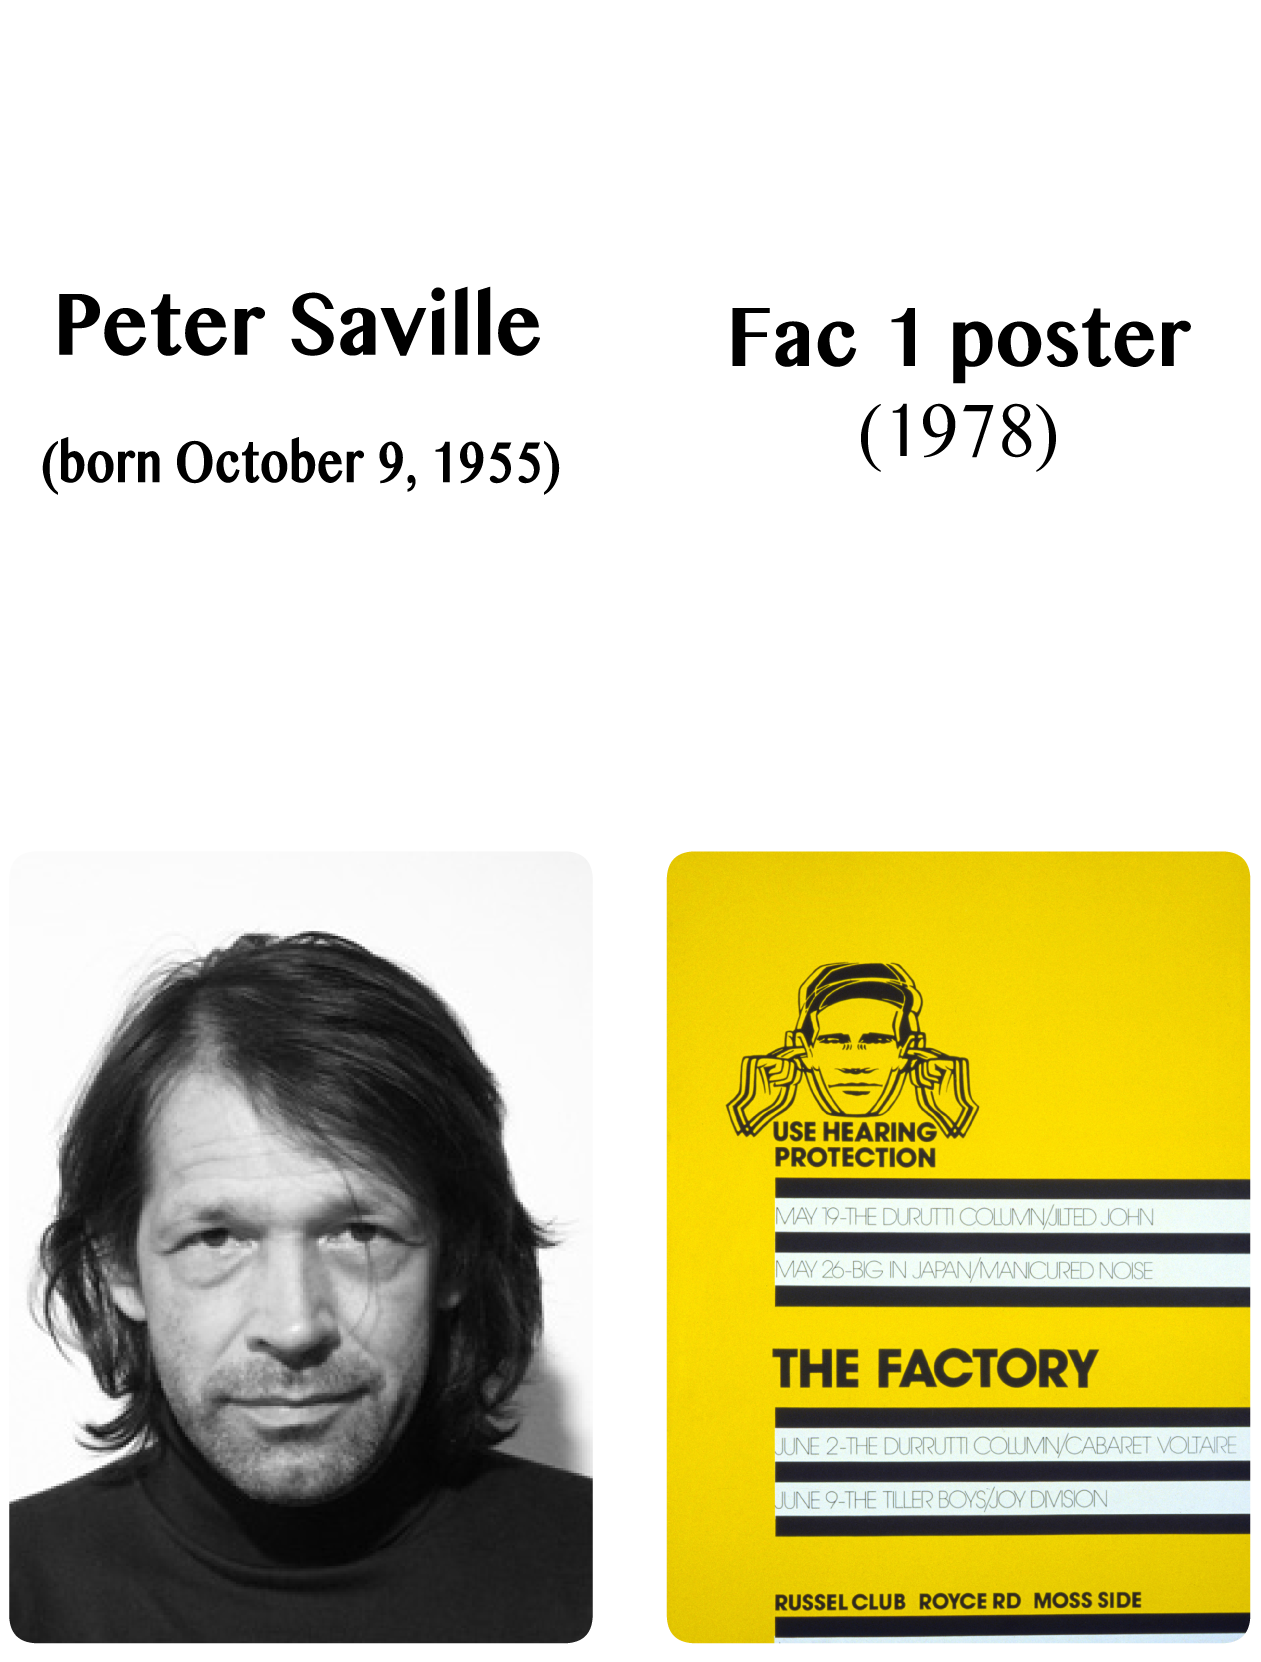 Peter Saville
(born October 9, 1955)
Fac 1 poster
(1978)
USE HEARING
PROTECTION
MAY 19-THE DURUTTI COLUMN/JILTED JOHN
MAY 26-BIG IN JAPAN/MANICURED NOISE
THE FACTORY
JUNE 2-THE DURRUTTI COLUMN/CABARET VOLTAIRE
JUNE 9-THE TILLER BOYS/JOY DIVISION
RUSSEL CLUB ROYCE RD MOSS SIDE